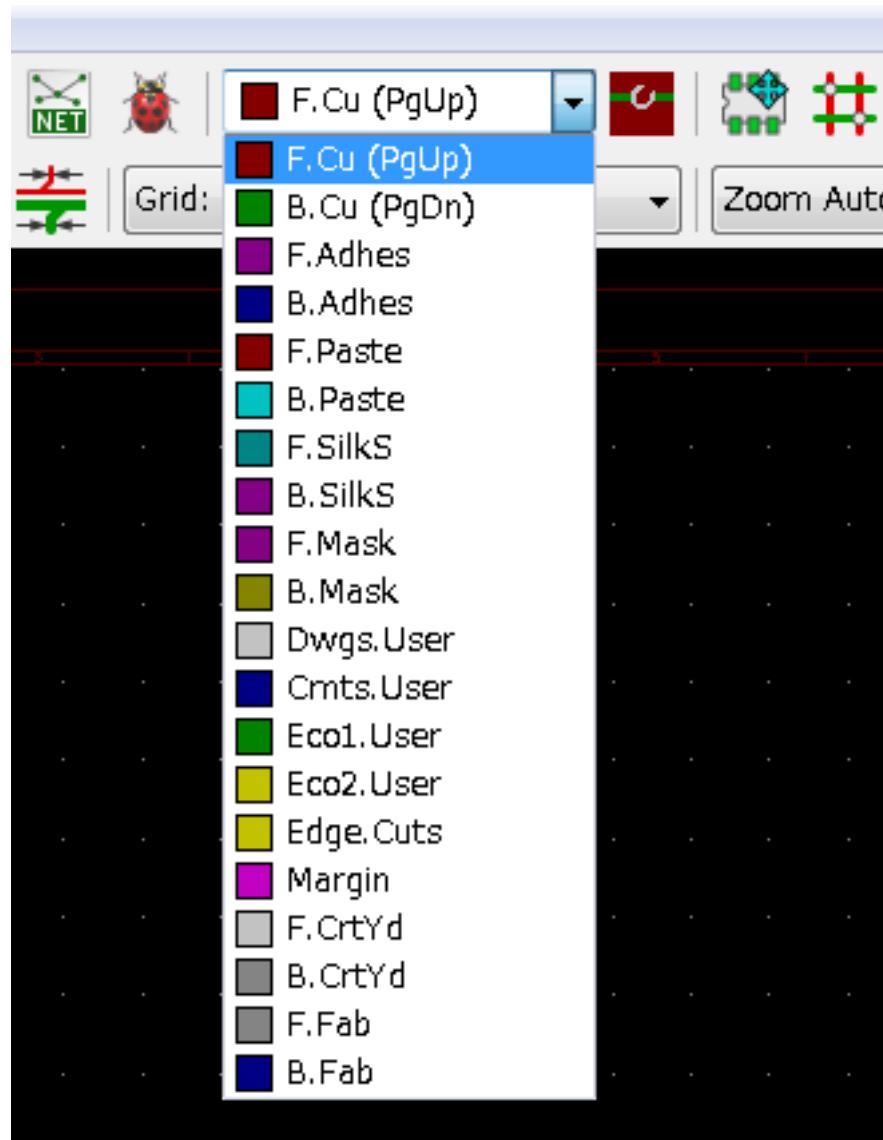 NET
F.Cu (PgUp)
F.Cu (PgUp)
Grid:
Zoom Auto
B.Cu (PgDn)
F.Adhes
B.Adhes
F.Paste
B.Paste
F.SilkS
B.SilkS
F.Mask
B.Mask
Dwgs.User
Cmts.User
Eco1.User
Eco2.User
Edge.Cuts
Margin
F.CrtYd
B.CrtYd
F.Fab
B.Fab